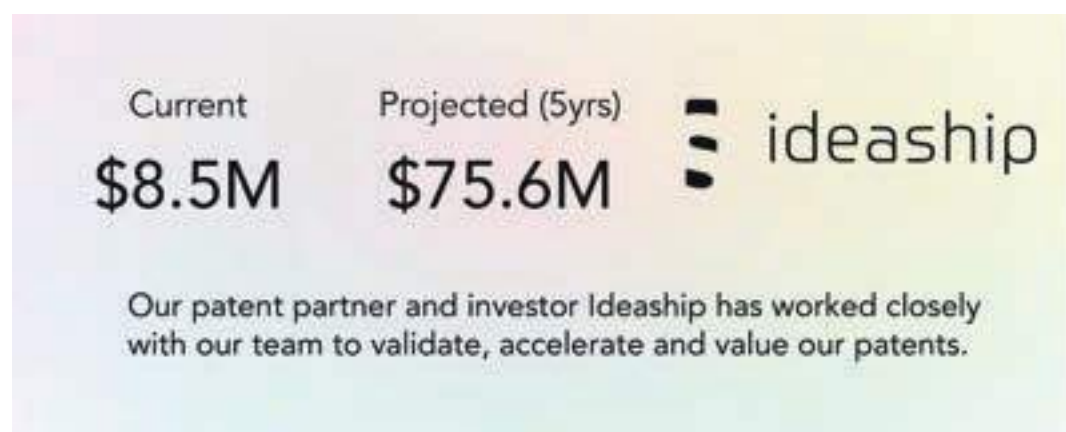 Current
Projected (5yrs)
ideaship
$8.5M
$75.6M
Our patent partner and investor Ideaship has worked closely
with our team to validate, accelerate and value our patents.